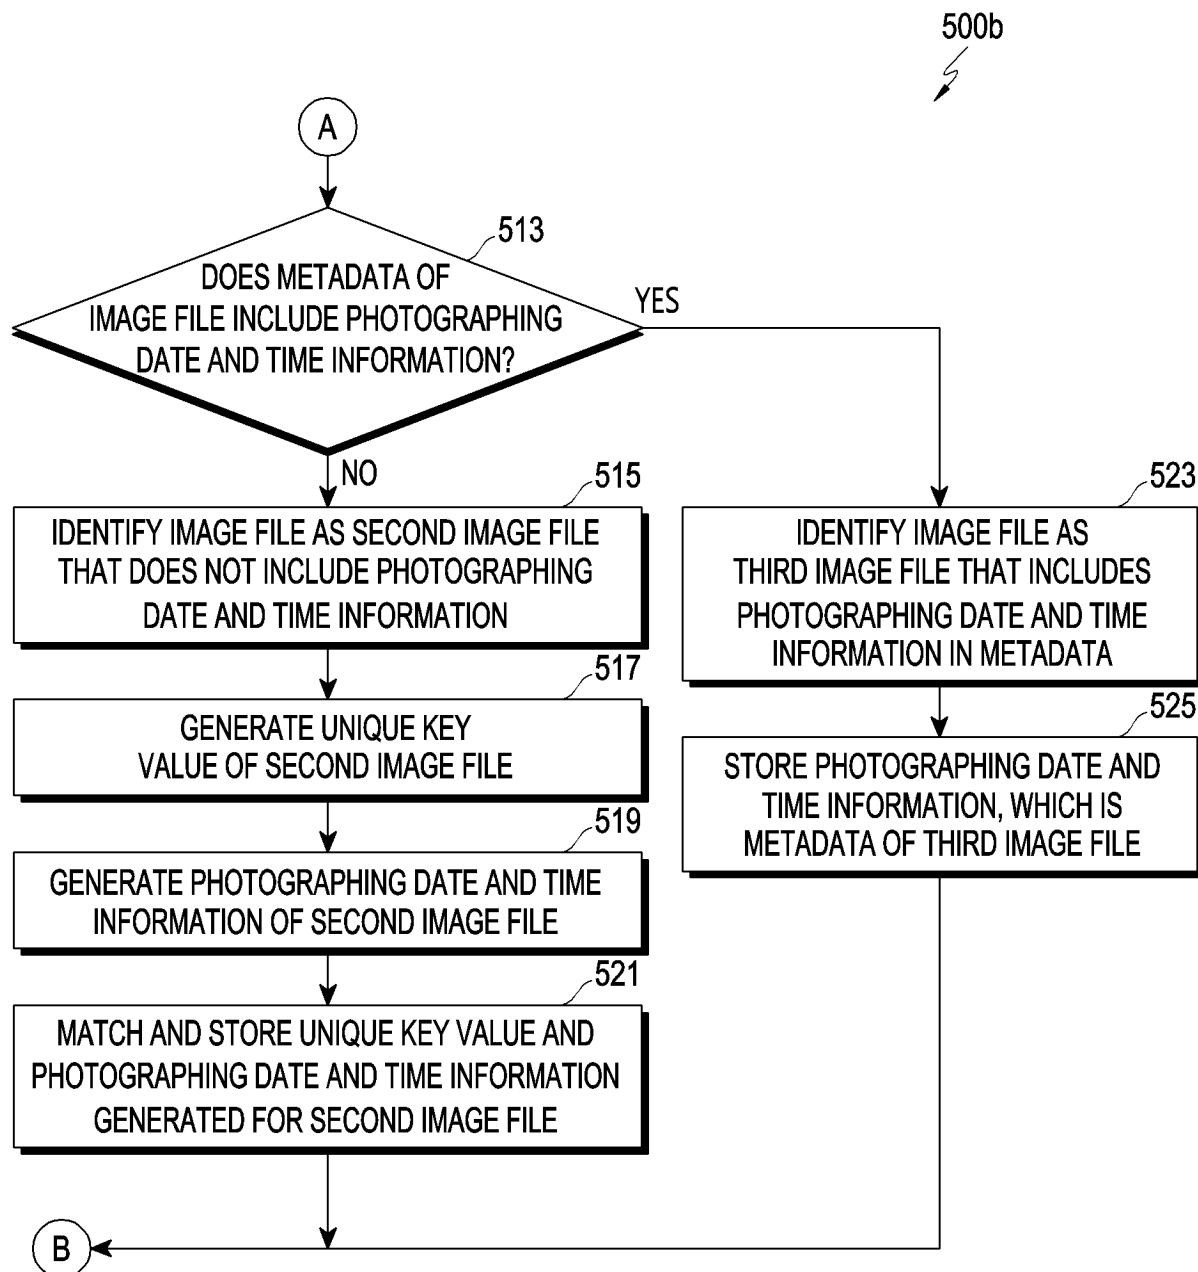 500b
A
513
DOES METADATA OF
IMAGE FILE INCLUDE PHOTOGRAPHING
DATE AND TIME INFORMATION?
YES
NO
515
IDENTIFY IMAGE FILE AS SECOND IMAGE FILE
THAT DOES NOT INCLUDE PHOTOGRAPHING
DATE AND TIME INFORMATION
517
GENERATE UNIQUE KEY
VALUE OF SECOND IMAGE FILE
519
GENERATE PHOTOGRAPHING DATE AND TIME
INFORMATION OF SECOND IMAGE FILE
521
MATCH AND STORE UNIQUE KEY VALUE AND
PHOTOGRAPHING DATE AND TIME INFORMATION
GENERATED FOR SECOND IMAGE FILE
523
IDENTIFY IMAGE FILE AS
THIRD IMAGE FILE THAT INCLUDES
PHOTOGRAPHING DATE AND TIME
INFORMATION IN METADATA
525
STORE PHOTOGRAPHING DATE AND
TIME INFORMATION, WHICH IS
METADATA OF THIRD IMAGE FILE
B